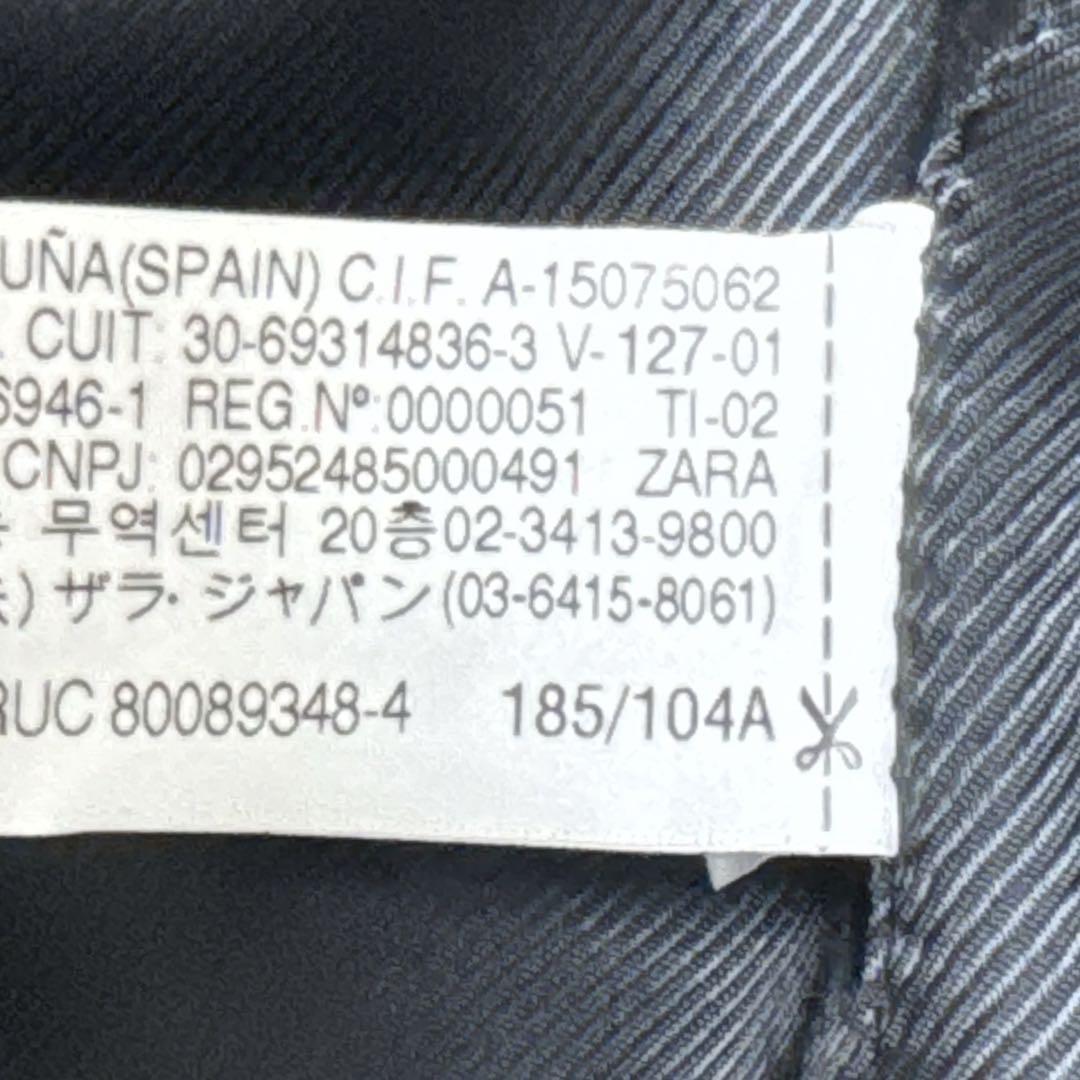 UÑA(SPAIN) C.I.F. A-15075062
CUIT: 30-69314836-3 V-127-01
6946-1 REG.Nº:0000051 TI-02
CNPJ: 02952485000491 ZARA
무역센터 20층02-3413-9800
) ザラ・ジャパン(03-6415-8061)
RUC 80089348-4 185/104A